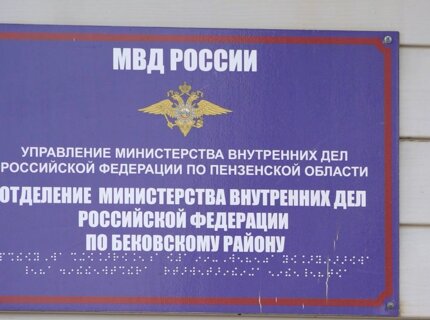 МВД РОССИИ
УПРАВЛЕНИЕ МИНИСТЕРСТВА ВНУТРЕННИХ ДЕЛ
РОССИЙСКОЙ ФЕДЕРАЦИИ ПО ПЕНЗЕНСКОЙ ОБЛАСТИ
ОТДЕЛЕНИЕ МИНИСТЕРСТВА ВНУТРЕННИХ ДЕЛ
РОССИЙСКОЙ ФЕДЕРАЦИИ
ПО БЕКОВСКОМУ РАЙОНУ